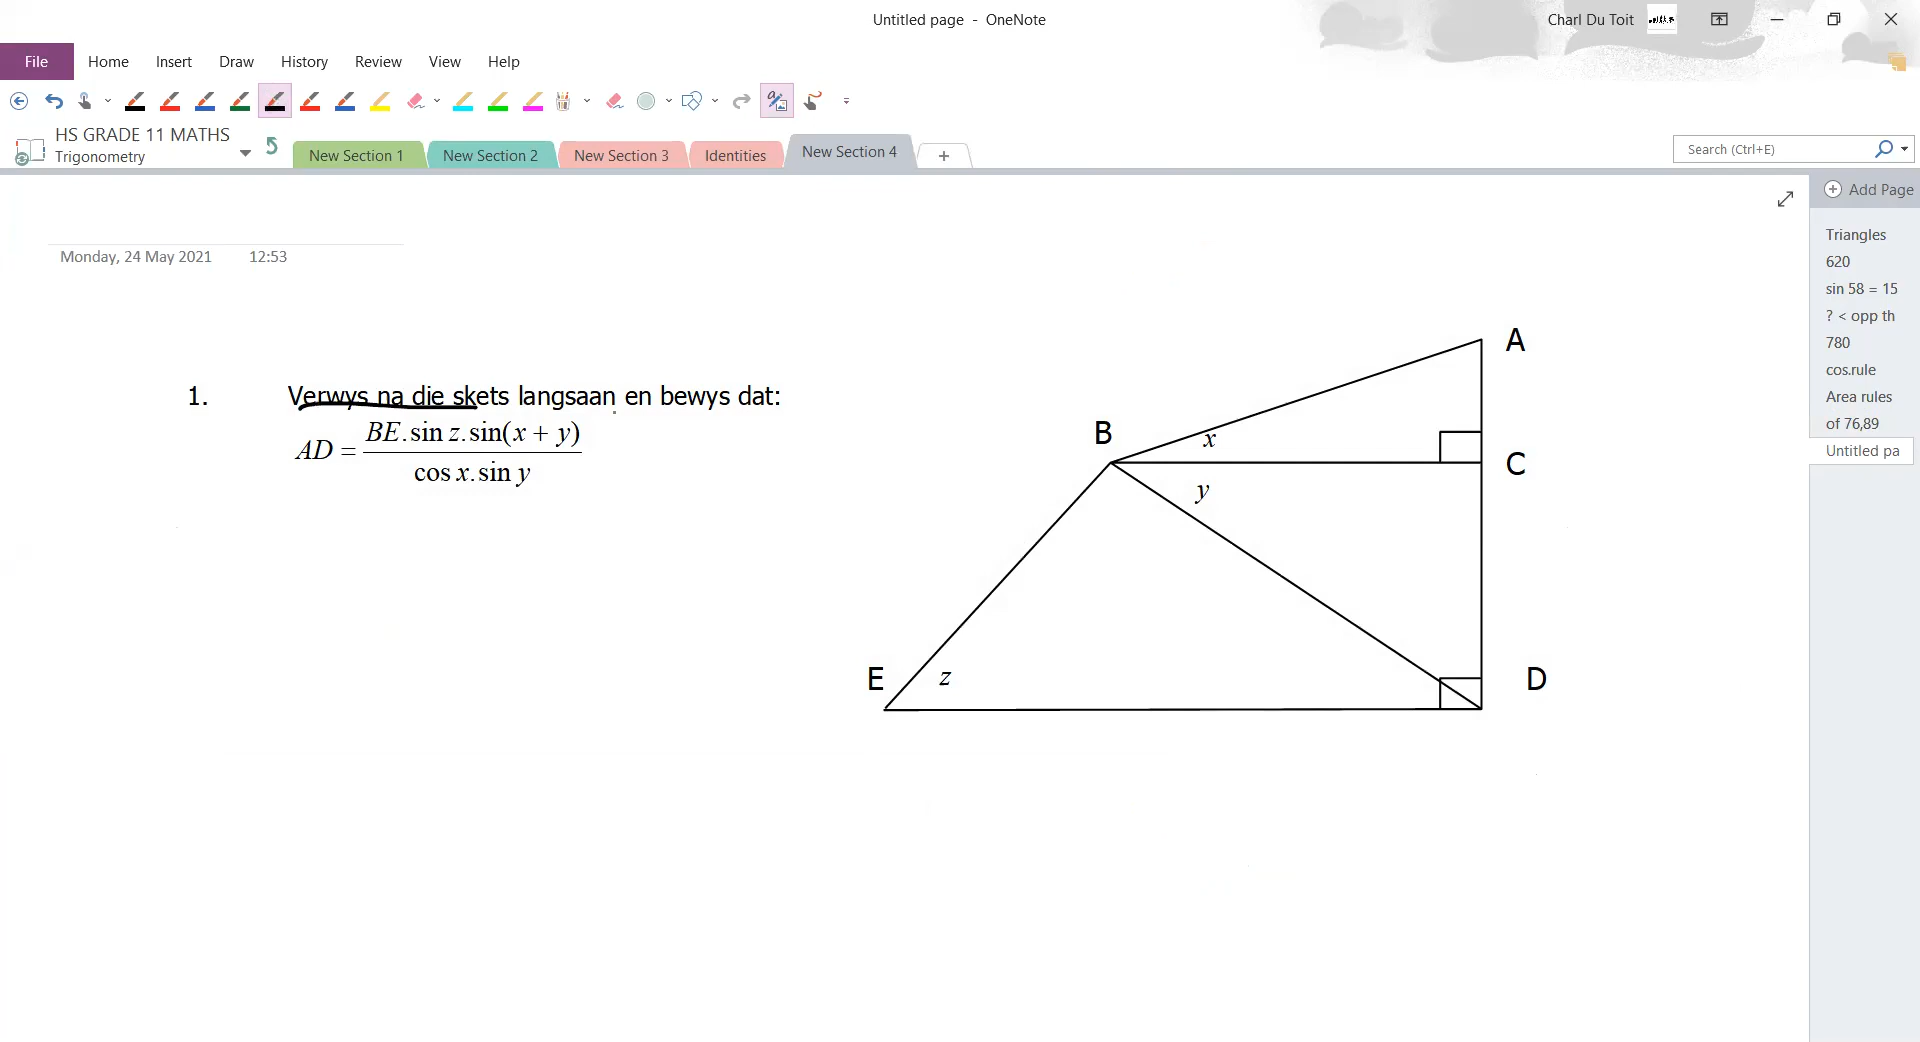 Untitled page - OneNote
Charl Du Toit
File Home Insert Draw History Review View Help
HS GRADE 11 MATHS
Trigonometry
New Section 1 New Section 2 New Section 3 Identities New Section 4 +
Search (Ctrl+E)
Add Page
Triangles
620
sin 58 = 15
? < opp th
780
cos.rule
Area rules
of 76,89
Untitled pa
Monday, 24 May 2021 12:53
1. Verwys na die skets langsaan en bewys dat:
AD = BE.sin z.sin(x + y)
cos x.sin y
A
B
x
C
y
E
z
D